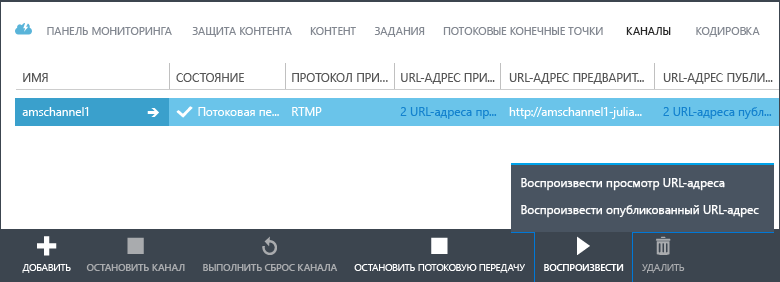 ПАНЕЛЬ МОНИТОРИНГА ЗАЩИТА КОНТЕНТА КОНТЕНТ ЗАДАНИЯ ПОТОКОВЫЕ КОНЕЧНЫЕ ТОЧКИ КАНАЛЫ КОДИРОВКА
ИМЯ СОСТОЯНИЕ ПРОТОКОЛ ПРИ... URL-АДРЕС ПРИ... URL-АДРЕС ПРЕДВАРИТ... URL-АДРЕС ПУБЛИ...
amschannel1 Потоковая пе... RTMP 2 URL-адреса пр... http://amschannel1-julia... 2 URL-адреса публ...
Воспроизвести просмотр URL-адреса
Воспроизвести опубликованный URL-адрес
ДОБАВИТЬ ОСТАНОВИТЬ КАНАЛ ВЫПОЛНИТЬ СБРОС КАНАЛА ОСТАНОВИТЬ ПОТОКОВУЮ ПЕРЕДАЧУ ВОСПРОИЗВЕСТИ УДАЛИТЬ